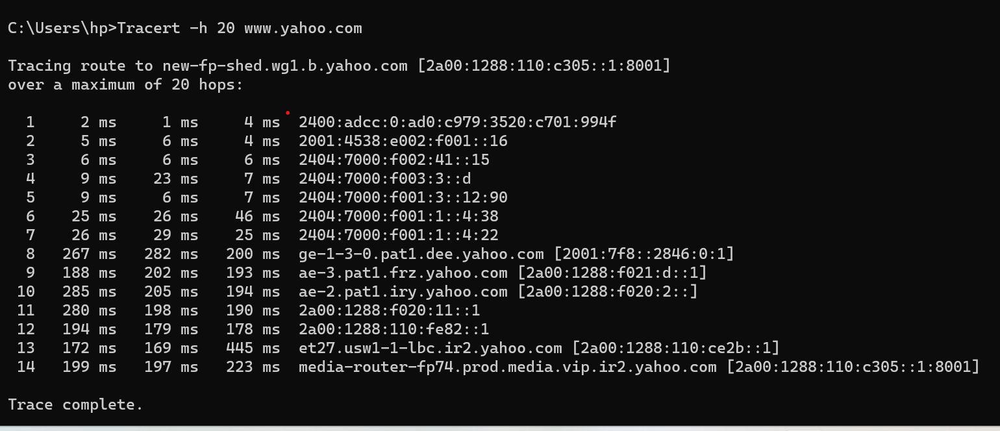 C:\Users\hp>Tracert -h 20 www.yahoo.com
Tracing route to new-fp-shed.wg1.b.yahoo.com [2a00:1288:110:c305::1:8001]
over a maximum of 20 hops:
1 2 ms 1 ms 4 ms 2400:adcc:0:ad0:c979:3520:c701:994f
2 5 ms 6 ms 4 ms 2001:4538:e002:f001::16
3 6 ms 6 ms 6 ms 2404:7000:f002:41::15
4 9 ms 23 ms 7 ms 2404:7000:f003:3::d
5 9 ms 6 ms 7 ms 2404:7000:f001:3::12:90
6 25 ms 26 ms 46 ms 2404:7000:f001:1::4:38
7 26 ms 29 ms 25 ms 2404:7000:f001:1::4:22
8 267 ms 282 ms 200 ms ge-1-3-0.pat1.dee.yahoo.com [2001:7f8::2846:0:1]
9 188 ms 202 ms 193 ms ae-3.pat1.frz.yahoo.com [2a00:1288:f021:d::1]
10 285 ms 205 ms 194 ms ae-2.pat1.iry.yahoo.com [2a00:1288:f020:2::]
11 280 ms 198 ms 190 ms 2a00:1288:f020:11::1
12 194 ms 179 ms 178 ms 2a00:1288:110:fe82::1
13 172 ms 169 ms 445 ms et27.usw1-1-lbc.ir2.yahoo.com [2a00:1288:110:ce2b::1]
14 199 ms 197 ms 223 ms media-router-fp74.prod.media.vip.ir2.yahoo.com [2a00:1288:110:c305::1:8001]
Trace complete.